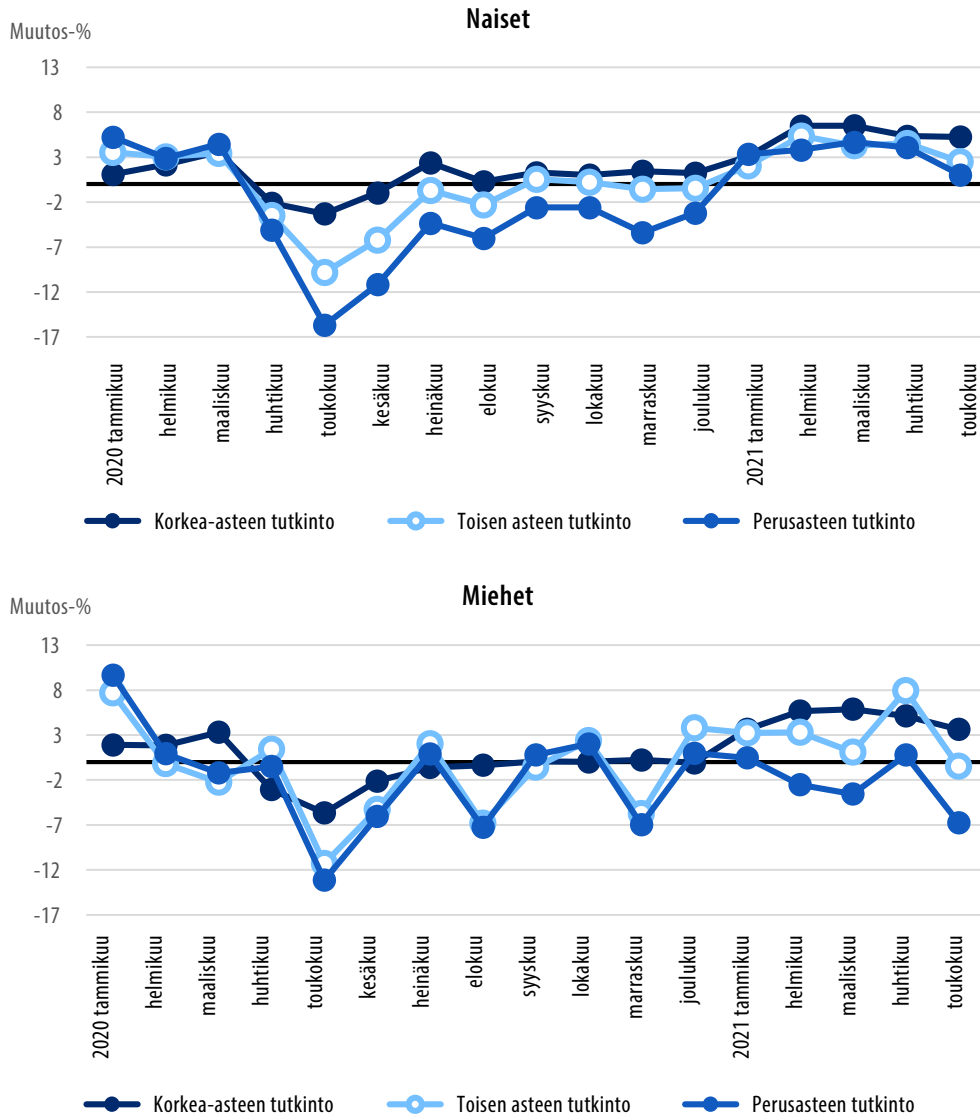 Naiset
Muutos-%
13
8
3
-2
-7
-12
-17
2020 tammikuu
helmikuu
maaliskuu
huhtikuu
toukokuu
kesäkuu
heinäkuu
elokuu
syyskuu
lokakuu
marraskuu
joulukuu
2021 tammikuu
helmikuu
maaliskuu
huhtikuu
toukokuu
Korkea-asteen tutkinto
Toisen asteen tutkinto
Perusasteen tutkinto
Miehet
Muutos-%
13
8
3
-2
-7
-12
-17
2020 tammikuu
helmikuu
maaliskuu
huhtikuu
toukokuu
kesäkuu
heinäkuu
elokuu
syyskuu
lokakuu
marraskuu
joulukuu
2021 tammikuu
helmikuu
maaliskuu
huhtikuu
toukokuu
Korkea-asteen tutkinto
Toisen asteen tutkinto
Perusasteen tutkinto